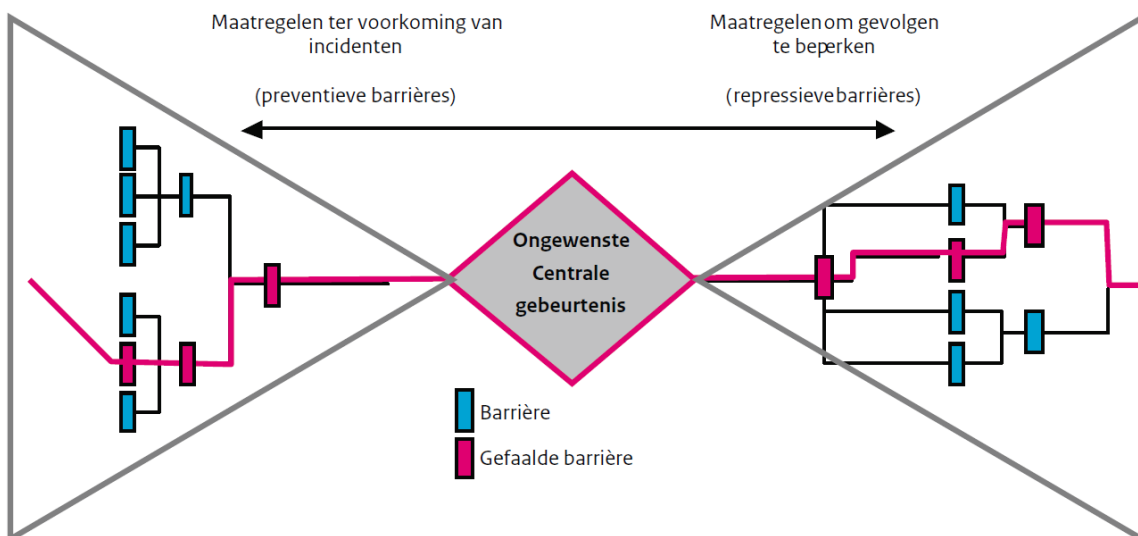 Maatregelen ter voorkoming van
incidenten
(preventieve barrières)
Maatregelen om gevolgen
te beperken
(repressieve barrières)
Ongewenste
Centrale
gebeurtenis
Barrière
Gefaalde barrière